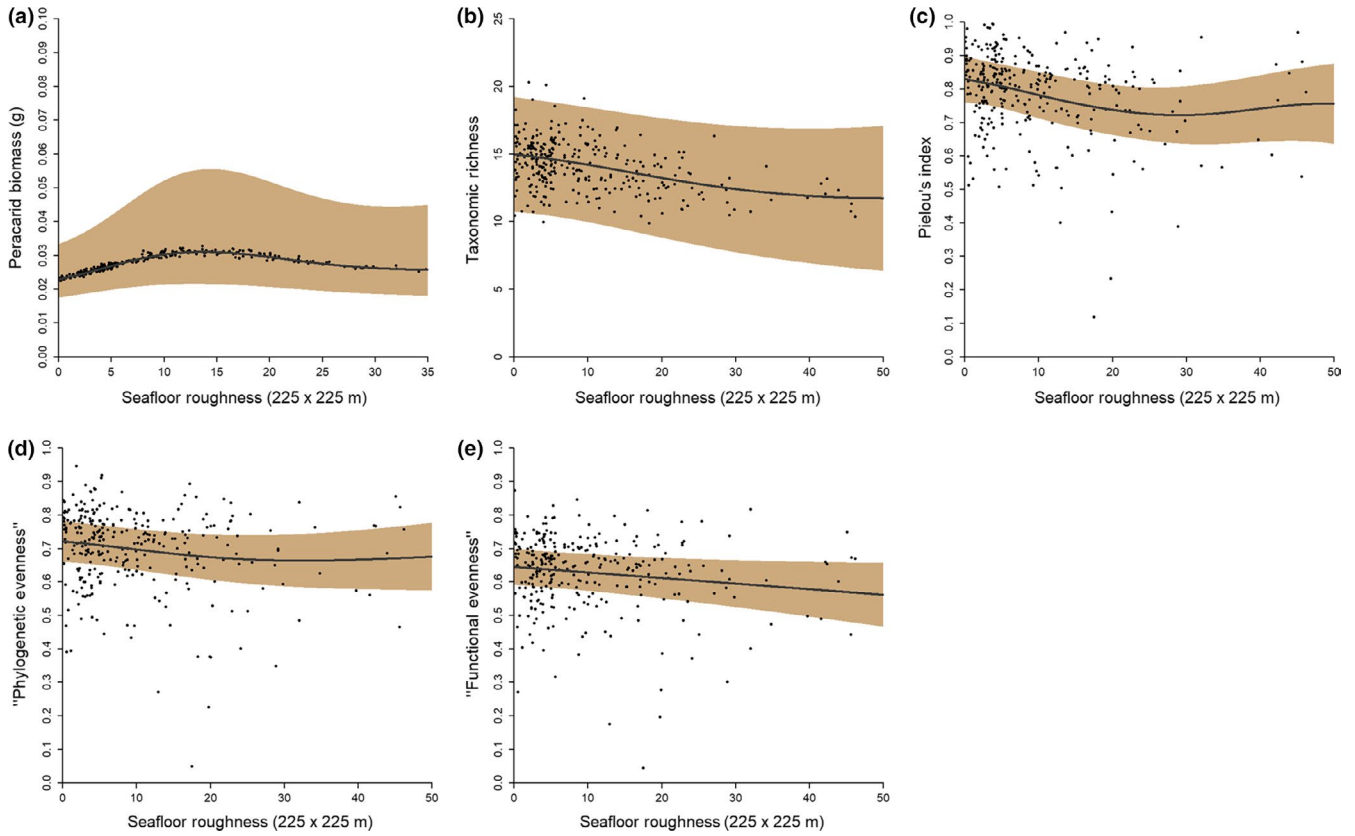 (a)
Peracarid biomass (g)
0.00 0.01 0.02 0.03 0.04 0.05 0.06 0.07 0.08 0.09 0.10
0 5 10 15 20 25 30 35
Seafloor roughness (225 x 225 m)
(b)
Taxonomic richness
0 5 10 15 20 25
0 10 20 30 40 50
Seafloor roughness (225 x 225 m)
(c)
Pielou's index
0.0 0.1 0.2 0.3 0.4 0.5 0.6 0.7 0.8 0.9 1.0
0 10 20 30 40 50
Seafloor roughness (225 x 225 m)
(d)
"Phylogenetic evenness"
0.0 0.1 0.2 0.3 0.4 0.5 0.6 0.7 0.8 0.9 1.0
0 10 20 30 40 50
Seafloor roughness (225 x 225 m)
(e)
"Functional evenness"
0.0 0.1 0.2 0.3 0.4 0.5 0.6 0.7 0.8 0.9 1.0
0 10 20 30 40 50
Seafloor roughness (225 x 225 m)